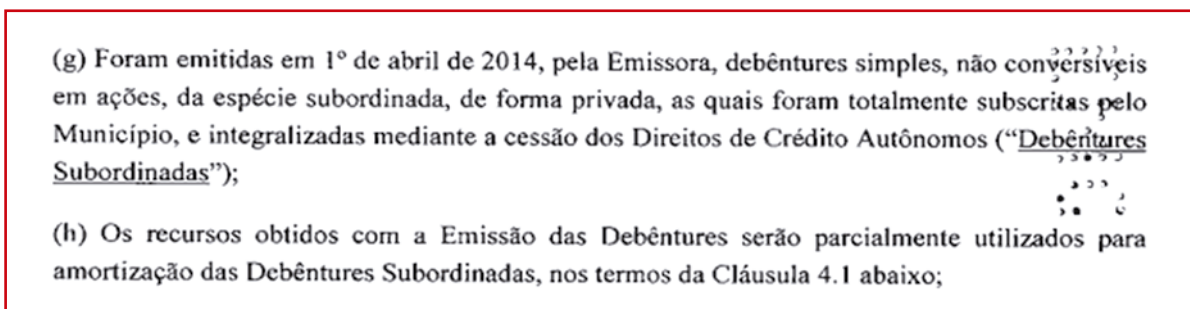 (g) Foram emitidas em 1º de abril de 2014, pela Emissora, debêntures simples, não conversíveis
em ações, da espécie subordinada, de forma privada, as quais foram totalmente subscritas pelo
Município, e integralizadas mediante a cessão dos Direitos de Crédito Autônomos (“Debêntures
Subordinadas”);
(h) Os recursos obtidos com a Emissão das Debêntures serão parcialmente utilizados para
amortização das Debêntures Subordinadas, nos termos da Cláusula 4.1 abaixo;